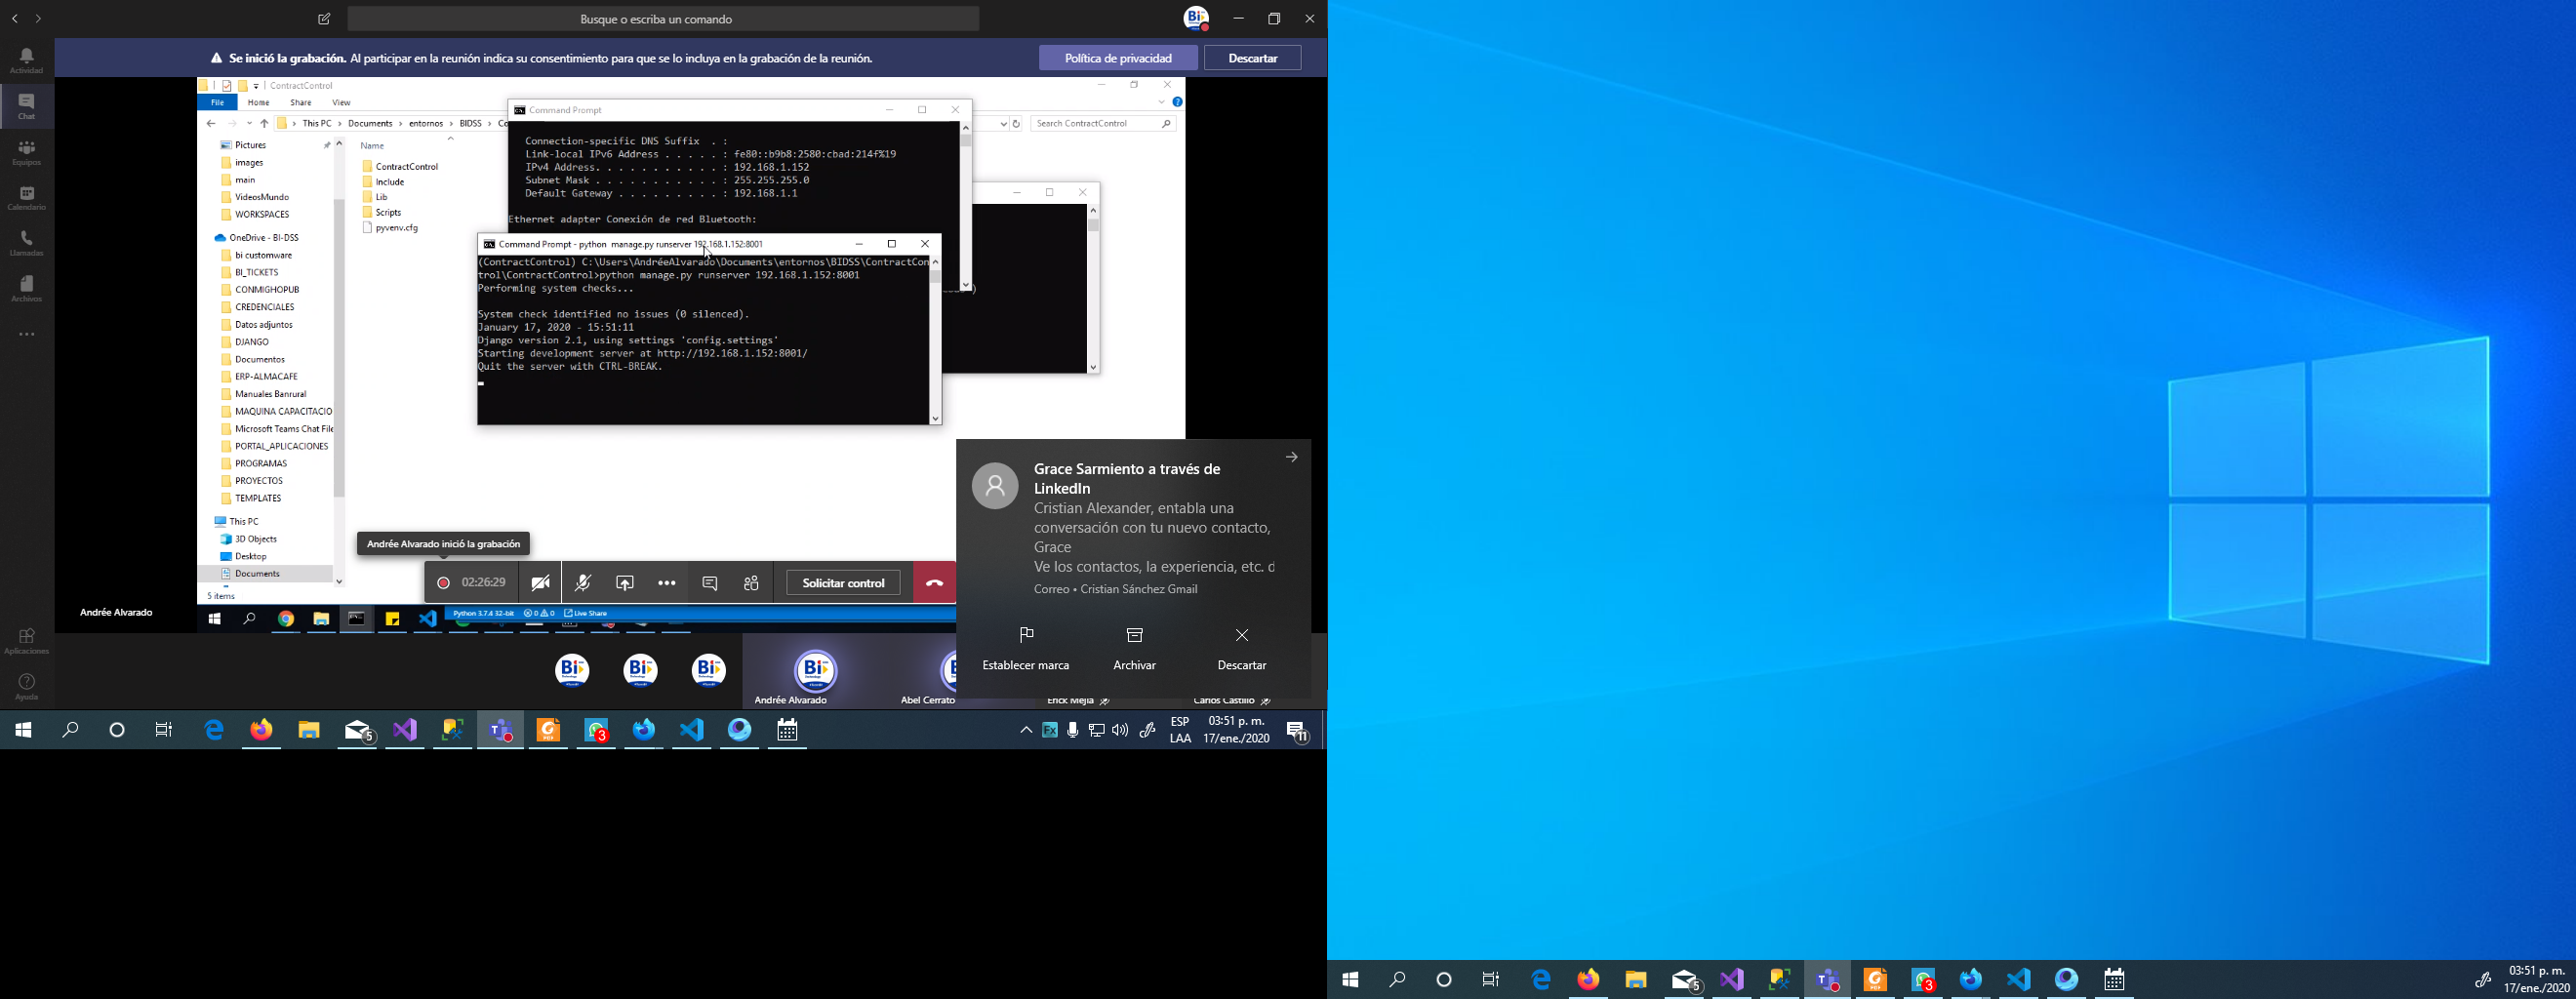 Busque o escriba un comando
Se inició la grabación. Al participar en la reunión indica su consentimiento para que se lo incluya en la grabación de la reunión.
Política de privacidad
Descartar
Actividad
Chat
Equipos
Calendario
Llamadas
Archivos
Aplicaciones
Ayuda
ContractControl
File Home Share View
This PC > Documents > entornos > BIDSS > Co
Search ContractControl
Pictures
images
main
VideosMundo
WORKSPACES
OneDrive - BI-DSS
bi customware
BI_TICKETS
CONMIGHOPUB
CREDENCIALES
Datos adjuntos
DJANGO
Documentos
ERP-ALMACAFE
Manuales Banrural
MAQUINA CAPACITACIO
Microsoft Teams Chat File
PORTAL_APLICACIONES
PROGRAMAS
PROYECTOS
TEMPLATES
This PC
3D Objects
Desktop
Documents
5 items
Name
ContractControl
Include
Lib
Scripts
pyvenv.cfg
Command Prompt
Connection-specific DNS Suffix . :
Link-local IPv6 Address . . . . . : fe80::b9b8:2580:cbad:214f%19
IPv4 Address. . . . . . . . . . . : 192.168.1.152
Subnet Mask . . . . . . . . . . . : 255.255.255.0
Default Gateway . . . . . . . . . : 192.168.1.1
Ethernet adapter Conexión de red Bluetooth:
Command Prompt - python manage.py runserver 192.168.1.152:8001
(ContractControl) C:\Users\AndréeAlvarado\Documents\entornos\BIDSS\ContractCon
trol\ContractControl>python manage.py runserver 192.168.1.152:8001
Performing system checks...
System check identified no issues (0 silenced).
January 17, 2020 - 15:51:11
Django version 2.1, using settings 'config.settings'
Starting development server at http://192.168.1.152:8001/
Quit the server with CTRL-BREAK.
Andrée Alvarado inició la grabación
02:26:29
Solicitar control
Andrée Alvarado
Python 3.7.4 32-bit 0 0 Live Share
Grace Sarmiento a través de
LinkedIn
Cristian Alexander, entabla una
conversación con tu nuevo contacto,
Grace
Ve los contactos, la experiencia, etc. d
Correo • Cristian Sánchez Gmail
Establecer marca
Archivar
Descartar
Andrée Alvarado
Abel Cerrato
Erick Mejia
Carlos Castillo
ESP
LAA
03:51 p. m.
17/ene./2020
11
5
3
5
3
03:51 p. m.
17/ene./2020